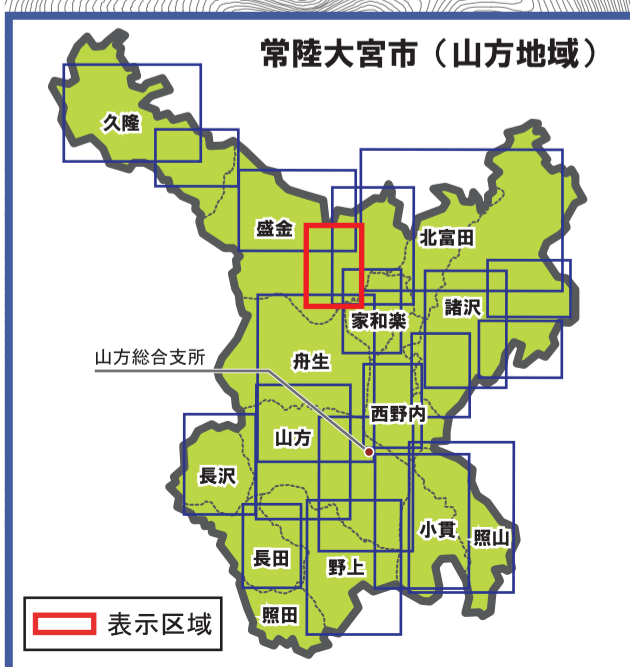 常陸大宮市（山方地域）
久隆
盛金
北富田
諸沢
家和楽
舟生
山方総合支所
西野内
山方
長沢
小貫
照山
長田
野上
照田
表示区域